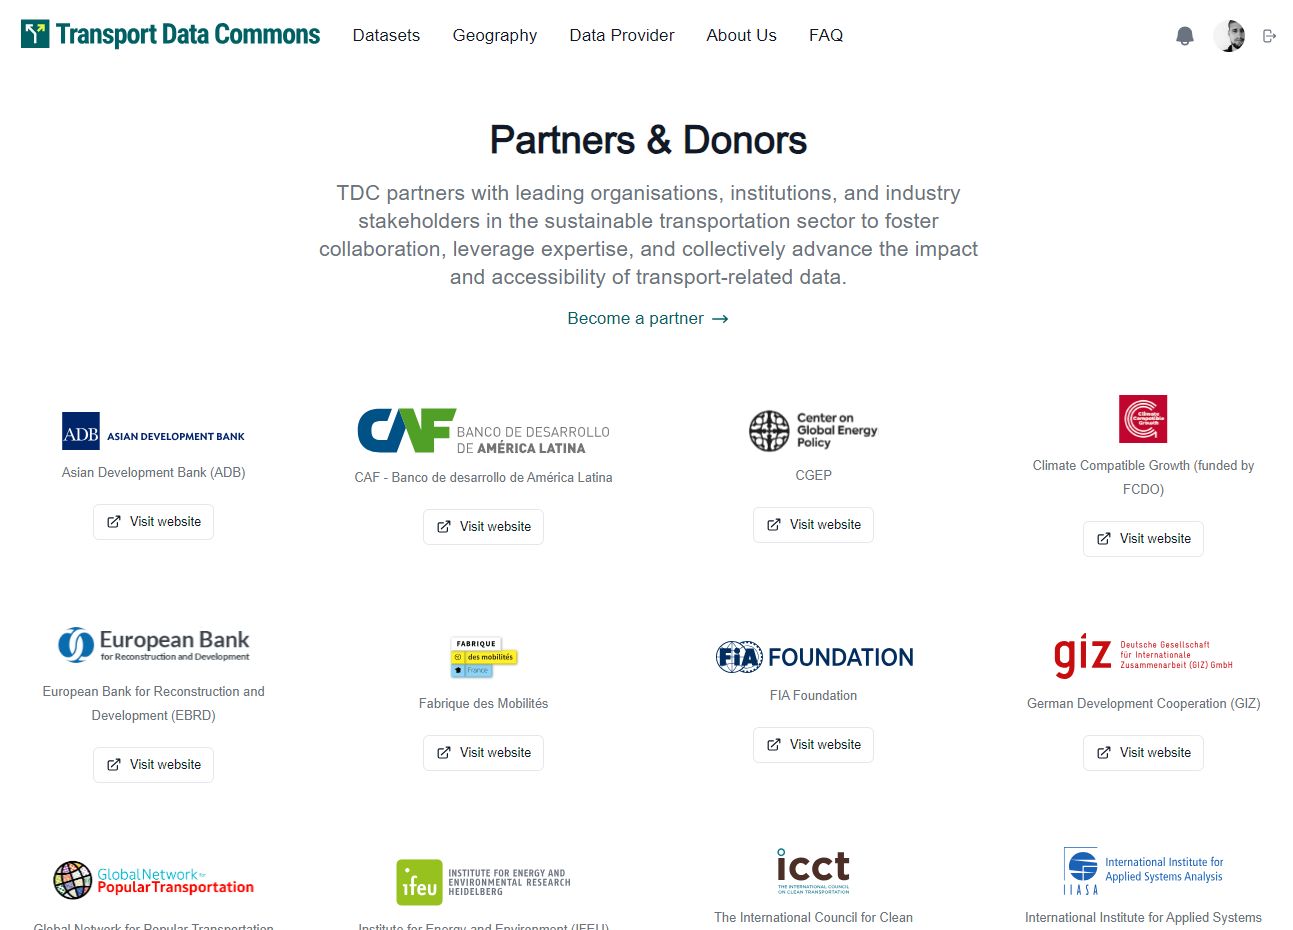 Transport Data Commons
Datasets
Geography
Data Provider
About Us
FAQ
Partners & Donors
TDC partners with leading organisations, institutions, and industry
stakeholders in the sustainable transportation sector to foster
collaboration, leverage expertise, and collectively advance the impact
and accessibility of transport-related data.
Become a partner →
ADB ASIAN DEVELOPMENT BANK
Asian Development Bank (ADB)
Visit website
CAF BANCO DE DESARROLLO
DE AMÉRICA LATINA
CAF - Banco de desarrollo de América Latina
Visit website
Center on
Global Energy
Policy
CGEP
Visit website
Climate
Compatible
Growth
Climate Compatible Growth (funded by
FCDO)
Visit website
European Bank
for Reconstruction and Development
European Bank for Reconstruction and
Development (EBRD)
Visit website
FABRIQUE
des mobilités
France
Fabrique des Mobilités
Visit website
FiA FOUNDATION
FIA Foundation
Visit website
giz Deutsche Gesellschaft
für Internationale
Zusammenarbeit (GIZ) GmbH
German Development Cooperation (GIZ)
Visit website
GlobalNetwork for
PopularTransportation
Global Network for Popular Transportation
ifeu INSTITUTE FOR ENERGY AND
ENVIRONMENTAL RESEARCH
HEIDELBERG
Institute for Energy and Environment (IFEU)
icct
THE INTERNATIONAL COUNCIL
ON CLEAN TRANSPORTATION
The International Council for Clean
IIASA
International Institute for
Applied Systems Analysis
International Institute for Applied Systems